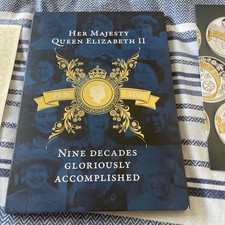 Her Majesty
Queen Elizabeth II
Nine decades
gloriously
accomplished